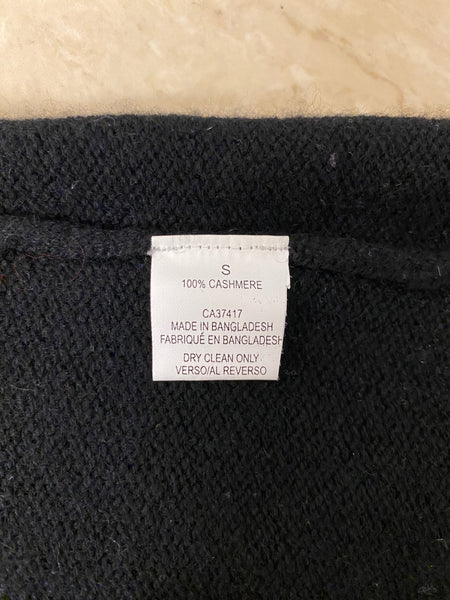 S
100% CASHMERE
CA37417
MADE IN BANGLADESH
FABRIQUÉ EN BANGLADESH
DRY CLEAN ONLY
VERSO/AL REVERSO